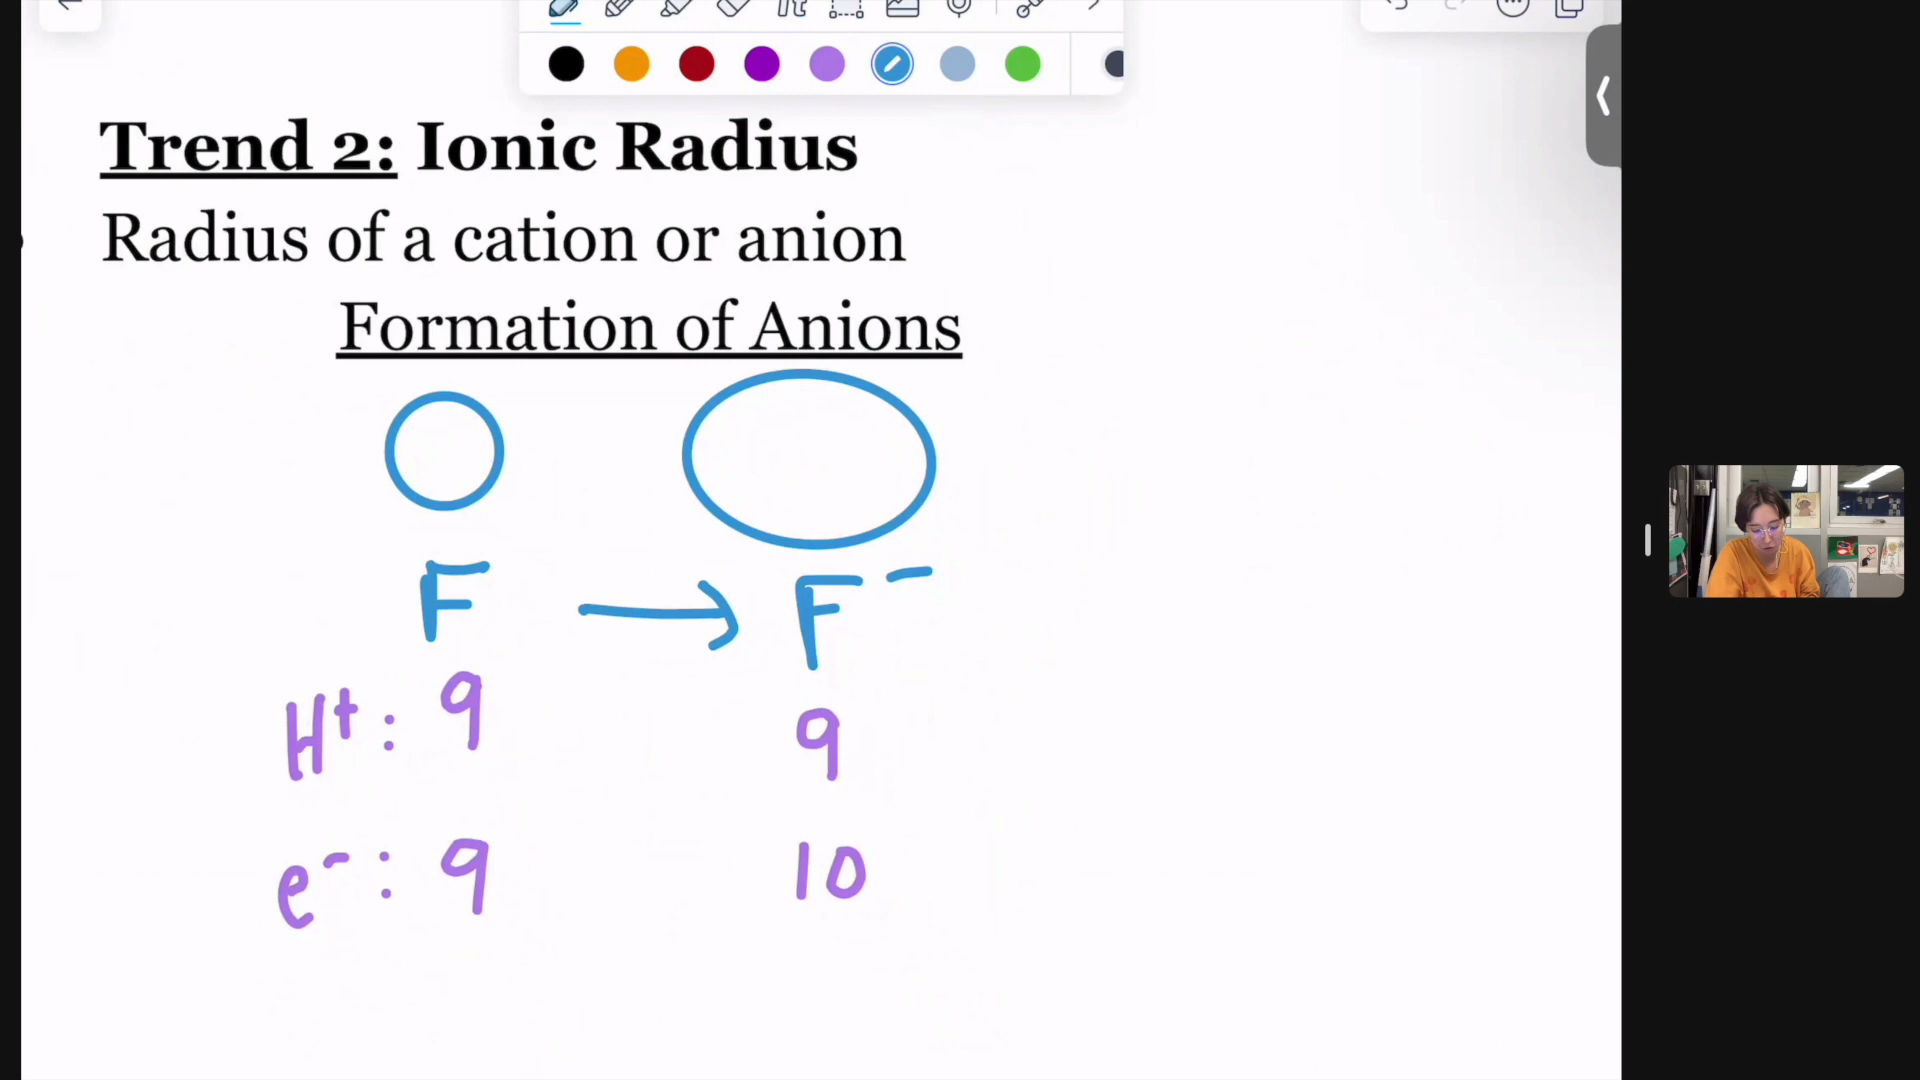 Trend 2: Ionic Radius
Radius of a cation or anion
Formation of Anions
F → F⁻
H⁺: 9 9
e⁻: 9 10